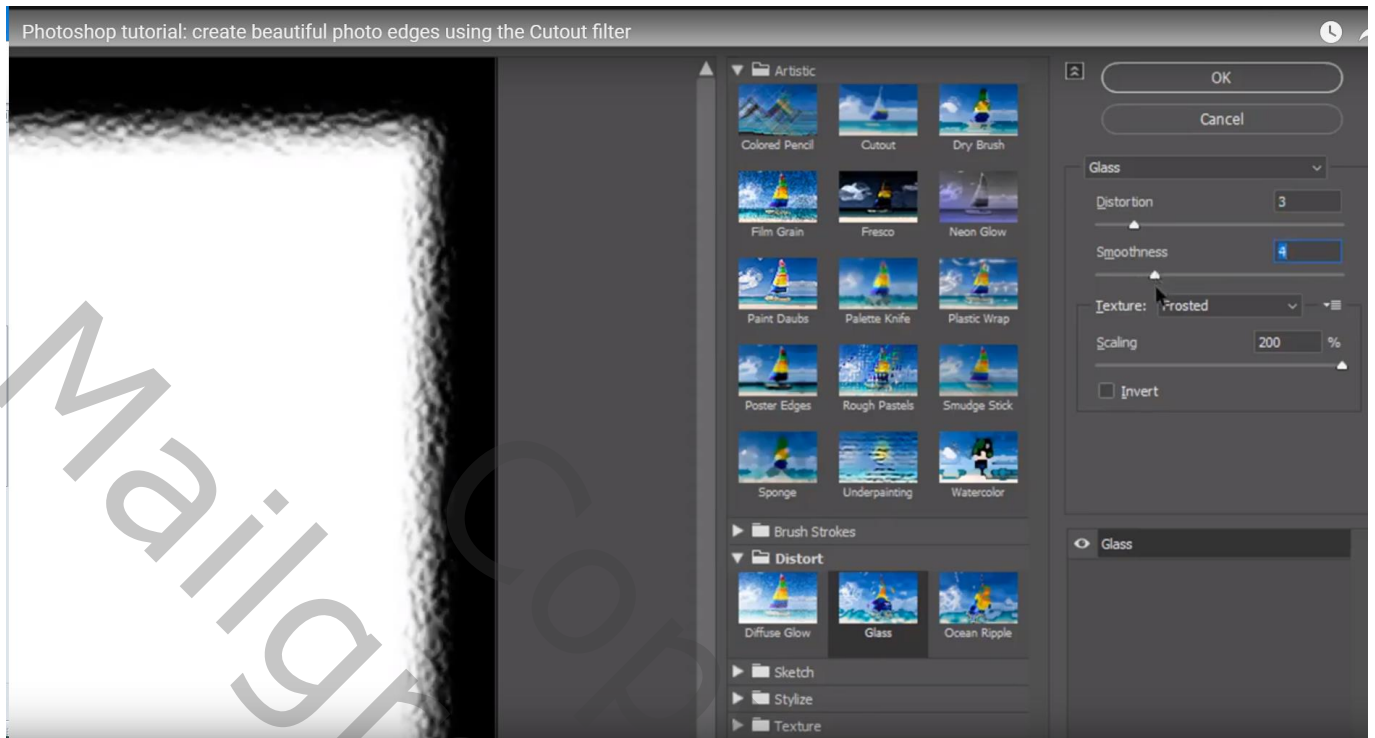 Photoshop tutorial: create beautiful photo edges using the Cutout filter
Artistic
Colored Pencil Cutout Dry Brush
Film Grain Fresco Neon Glow
Paint Daubs Palette Knife Plastic Wrap
Poster Edges Rough Pastels Smudge Stick
Sponge Underpainting Watercolor
Brush Strokes
Distort
Diffuse Glow Glass Ocean Ripple
Sketch
Stylize
Texture
OK
Cancel
Glass
Distortion 3
Smoothness 4
Texture: Frosted
Scaling 200 %
Invert
Glass
Mailgr
Cop